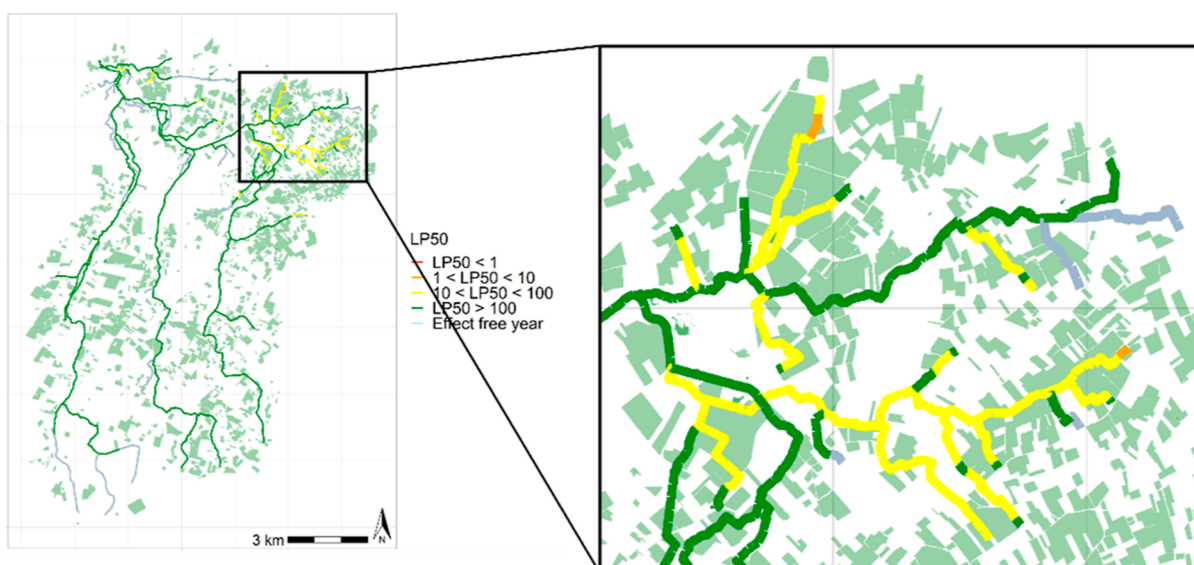 LP50
LP50 < 1
1 < LP50 < 10
10 < LP50 < 100
LP50 > 100
Effect free year
3 km
N